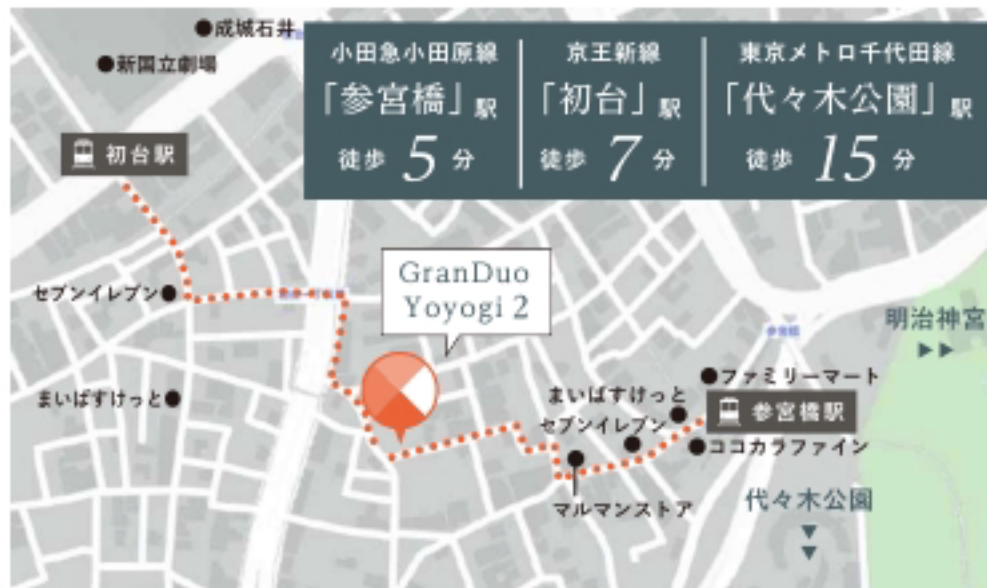 成城石井
新国立劇場
小田急小田原線
「参宮橋」駅
徒歩 5 分
京王新線
「初台」駅
徒歩 7 分
東京メトロ千代田線
「代々木公園」駅
徒歩 15 分
初台駅
GranDuo
Yoyogi 2
セブンイレブン
明治神宮
参宮橋
ファミリーマート
まいばすけっと
まいばすけっと
セブンイレブン
参宮橋駅
ココカラファイン
マルマンストア
代々木公園